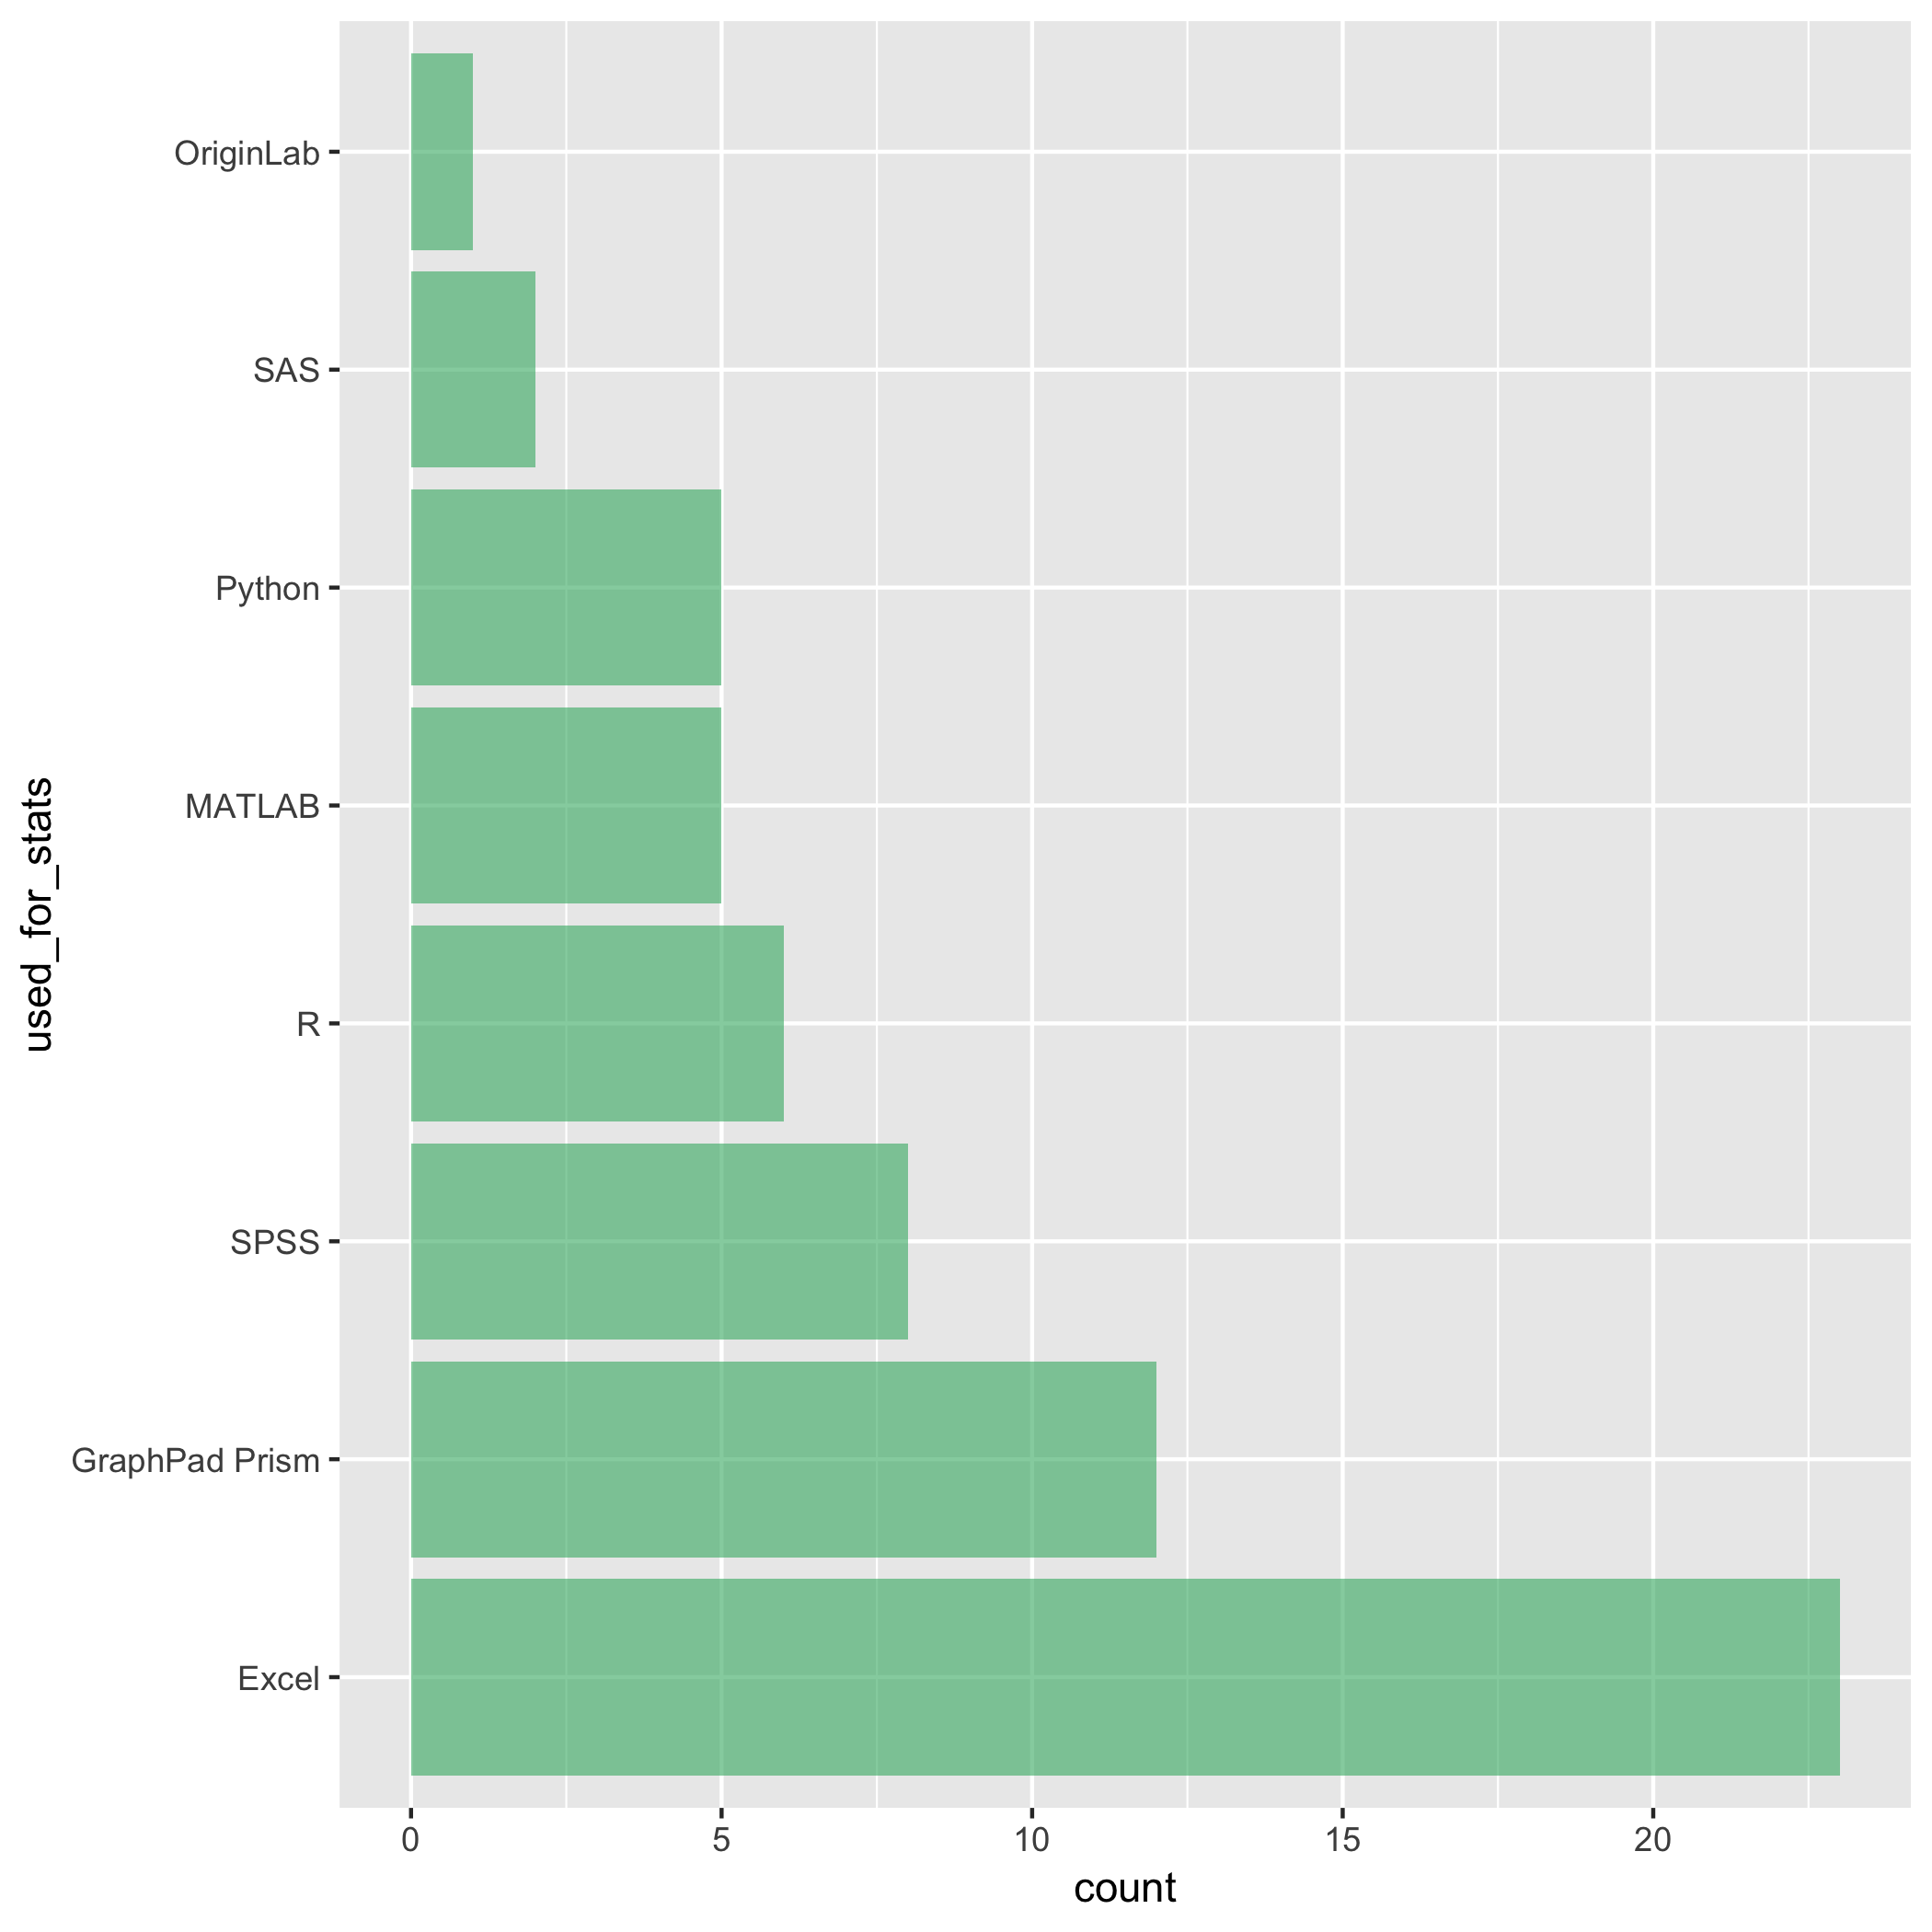 OriginLab
SAS
Python
MATLAB
R
SPSS
GraphPad Prism
Excel
used_for_stats
0 5 10 15 20
count